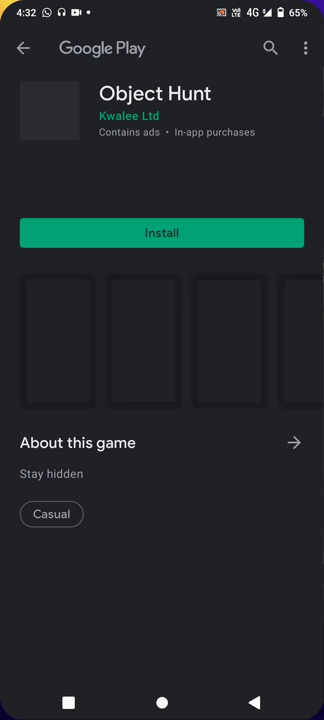 4:32
4G 65%
Google Play
Object Hunt
Kwalee Ltd
Contains ads • In-app purchases
Install
About this game
Stay hidden
Casual